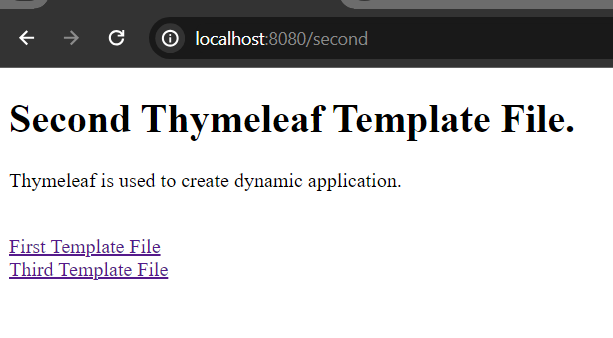 localhost:8080/second
Second Thymeleaf Template File.
Thymeleaf is used to create dynamic application.
First Template File
Third Template File